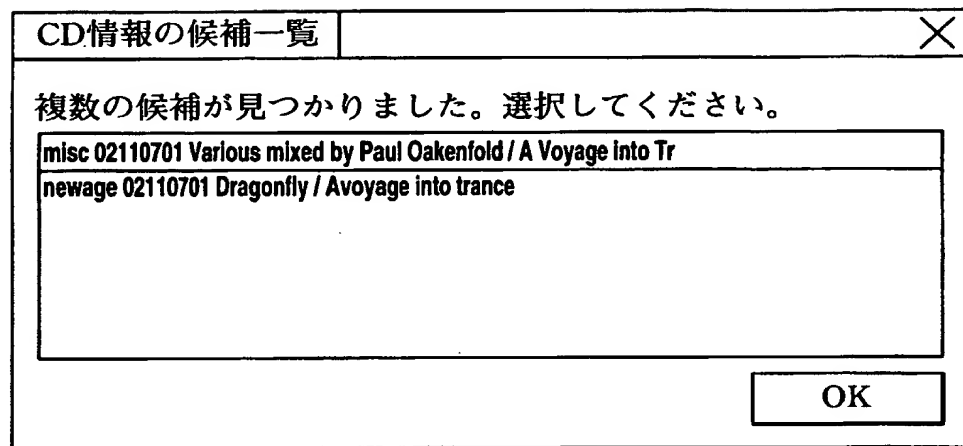 CD情報の候補一覧
複数の候補が見つかりました。選択してください。
misc 02110701 Various mixed by Paul Oakenfold / A Voyage into Tr
newage 02110701 Dragonfly / Avoyage into trance
OK